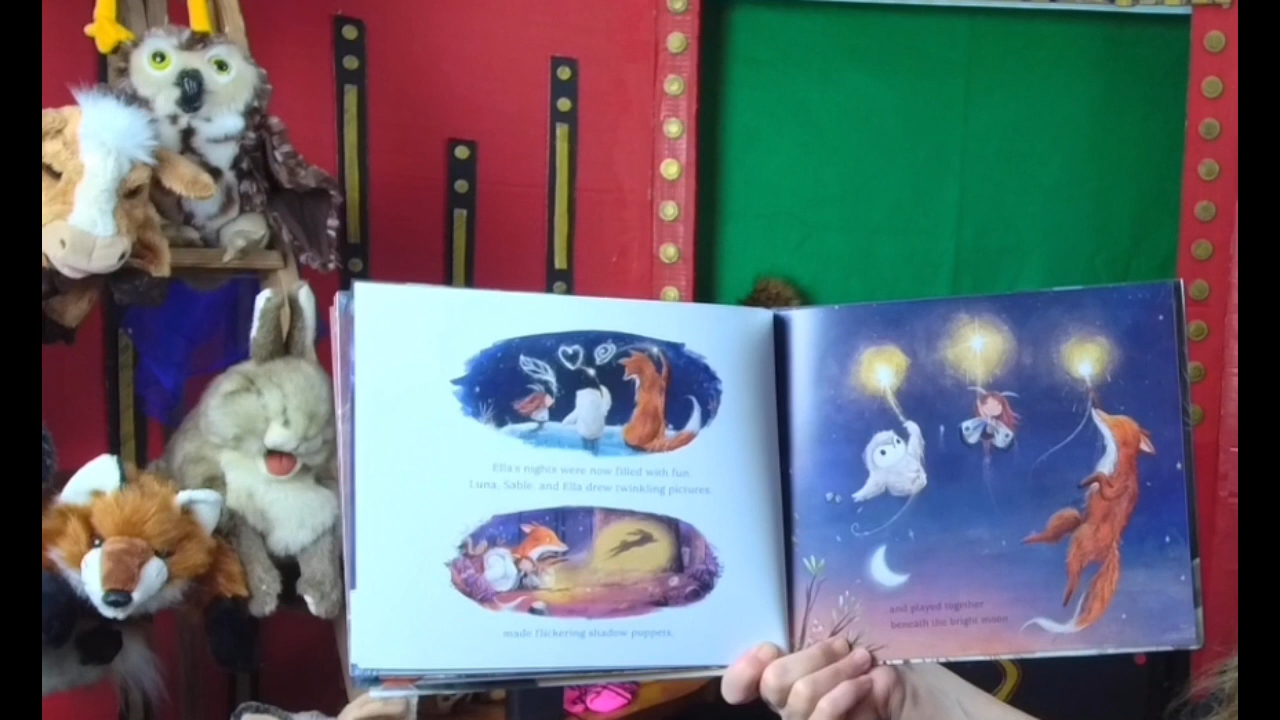 Ella's nights were now filled with fun.
Luna, Sable, and Ella drew twinkling pictures,
made flickering shadow puppets,
and played together
beneath the bright moon